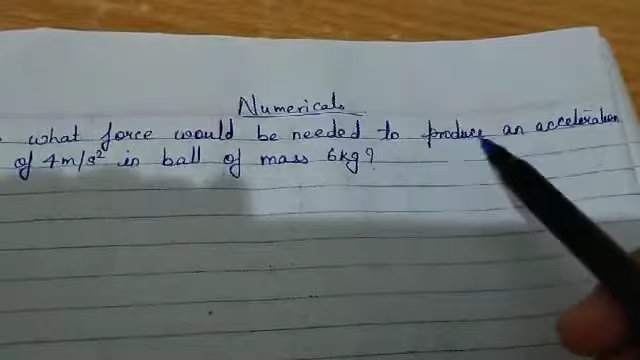 Numericals
what force would be needed to produce an acceleration
of 4m/s² in ball of mass 6kg?